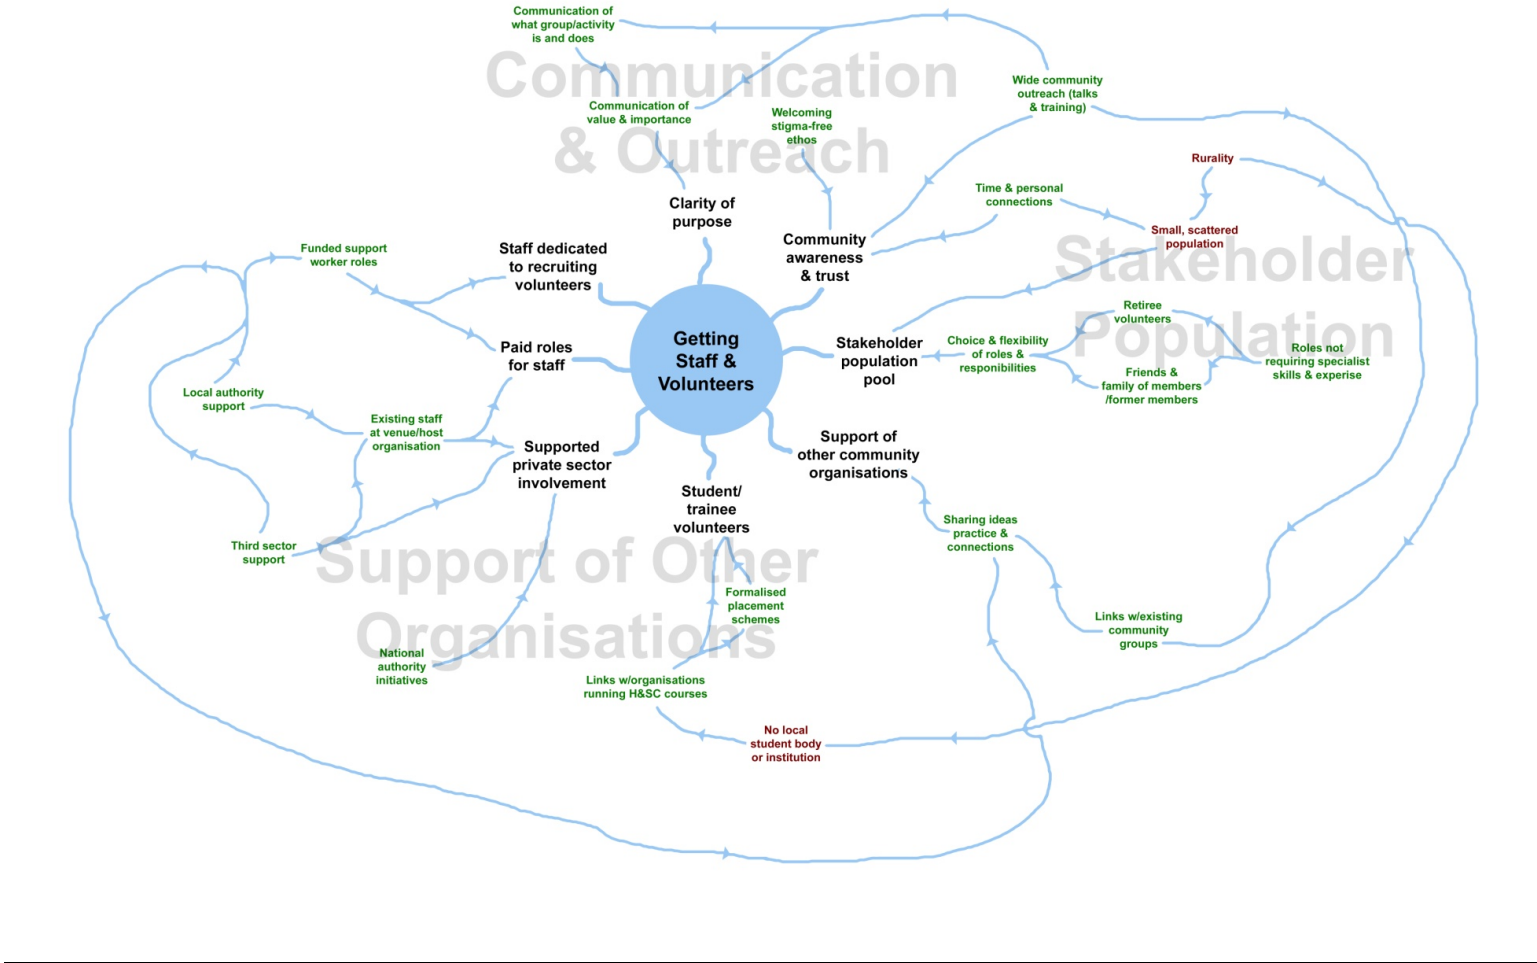 Communication of
what group/activity
is and does
Communication
& Outreach
Communication of
value & importance
Welcoming
stigma-free
ethos
Wide community
outreach (talks
& training)
Rurality
Time & personal
connections
Small, scattered
population
Stakeholder
Population
Clarity of
purpose
Community
awareness
& trust
Staff dedicated
to recruiting
volunteers
Funded support
worker roles
Getting
Staff &
Volunteers
Paid roles
for staff
Stakeholder
population
pool
Choice & flexibility
of roles &
responibilities
Retiree
volunteers
Friends &
family of members
/former members
Roles not
requiring specialist
skills & experise
Local authority
support
Existing staff
at venue/host
organisation
Supported
private sector
involvement
Support of
other community
organisations
Student/
trainee
volunteers
Third sector
support
Support of Other
Organisations
Sharing ideas
practice &
connections
Formalised
placement
schemes
Links w/existing
community
groups
National
authority
initiatives
Links w/organisations
running H&SC courses
No local
student body
or institution